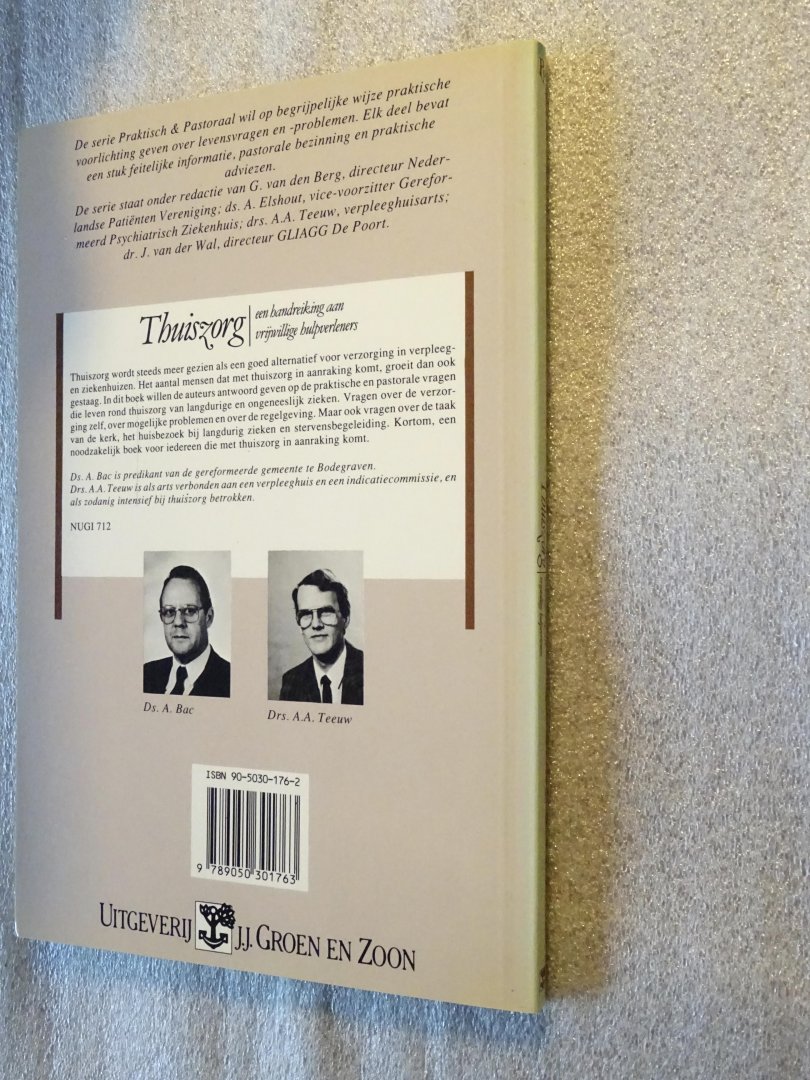 De serie Praktisch & Pastoraal wil op begrijpelijke wijze praktische
voorlichting geven over levensvragen en -problemen. Elk deel bevat
een stuk feitelijke informatie, pastorale bezinning en praktische
adviezen.
De serie staat onder redactie van G. van den Berg, directeur Neder-
landse Patiënten Vereniging; ds. A. Elshout, vice-voorzitter Gerefor-
meerd Psychiatrisch Ziekenhuis; drs. A.A. Teeuw, verpleeghuisarts;
dr. J. van der Wal, directeur GLIAGG De Poort.
Thuiszorg
een handreiking aan
vrijwillige hulpverleners
Thuiszorg wordt steeds meer gezien als een goed alternatief voor verzorging in verpleeg-
en ziekenhuizen. Het aantal mensen dat met thuiszorg in aanraking komt, groeit dan ook
gestaag. In dit boek willen de auteurs antwoord geven op de praktische en pastorale vragen
die leven rond thuiszorg van langdurige en ongeneeslijk zieken. Vragen over de verzor-
ging zelf, over mogelijke problemen en over de regelgeving. Maar ook vragen over de taak
van de kerk, het huisbezoek bij langdurig zieken en stervensbegeleiding. Kortom, een
noodzakelijk boek voor iedereen die met thuiszorg in aanraking komt.
Ds. A. Bac is predikant van de gereformeerde gemeente te Bodegraven.
Drs. A.A. Teeuw is als arts verbonden aan een verpleeghuis en een indicatiecommissie, en
als zodanig intensief bij thuiszorg betrokken.
NUGI 712
Ds. A. Bac
Drs. A.A. Teeuw
ISBN 90-5030-176-2
9 789050 301763
UITGEVERIJ J.J. GROEN EN ZOON